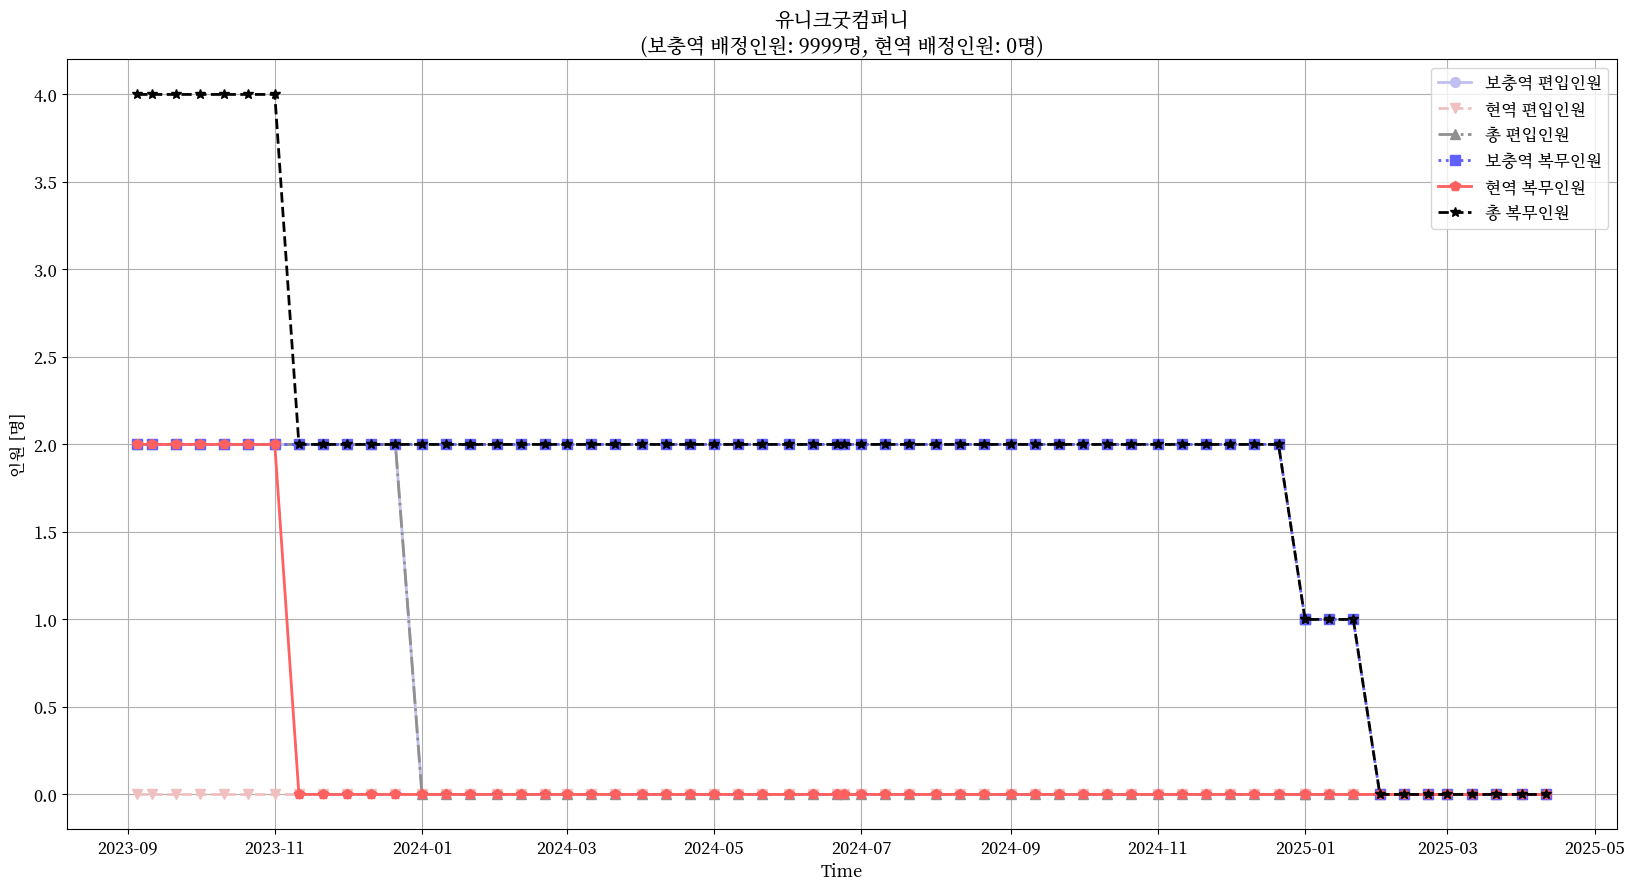 유니크굿컴퍼니
(보충역 배정인원: 9999명, 현역 배정인원: 0명)
보충역 편입인원
현역 편입인원
총 편입인원
보충역 복무인원
현역 복무인원
총 복무인원
인원 [명]
4.0
3.5
3.0
2.5
2.0
1.5
1.0
0.5
0.0
2023-09 2023-11 2024-01 2024-03 2024-05 2024-07 2024-09 2024-11 2025-01 2025-03 2025-05
Time